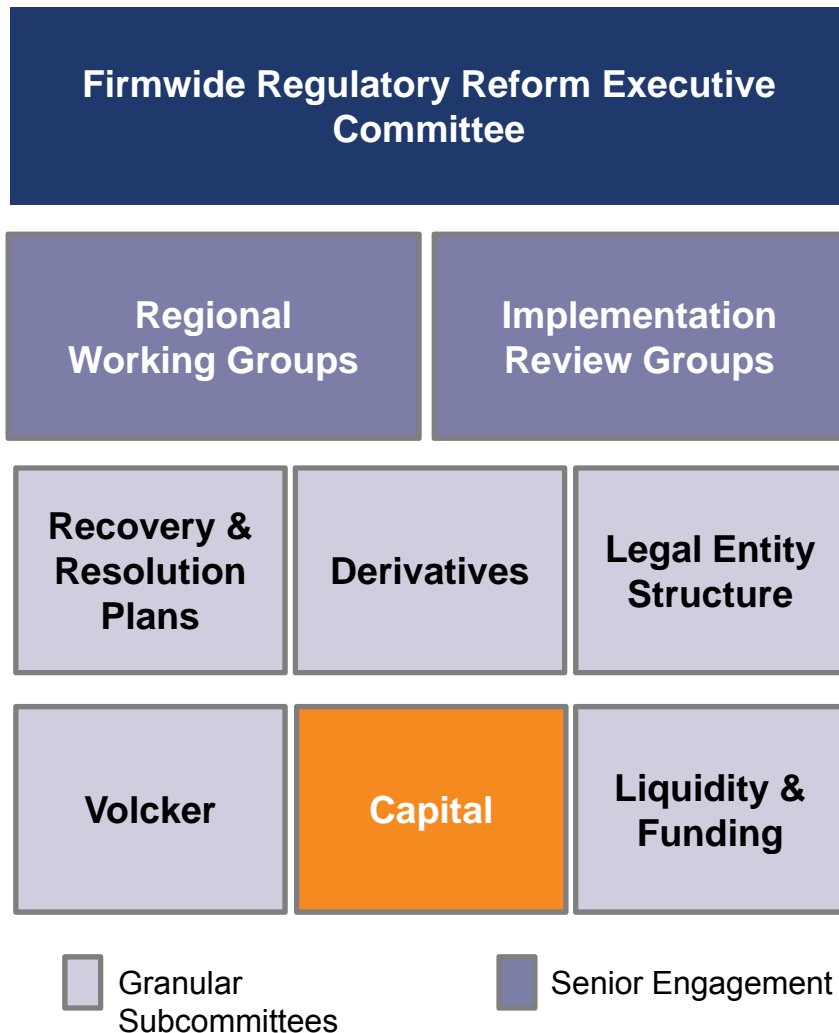 Firmwide Regulatory Reform Executive
Committee
Regional
Working Groups
Implementation
Review Groups
Recovery &
Resolution
Plans
Derivatives
Legal Entity
Structure
Volcker
Capital
Liquidity &
Funding
Granular
Subcommittees
Senior Engagement